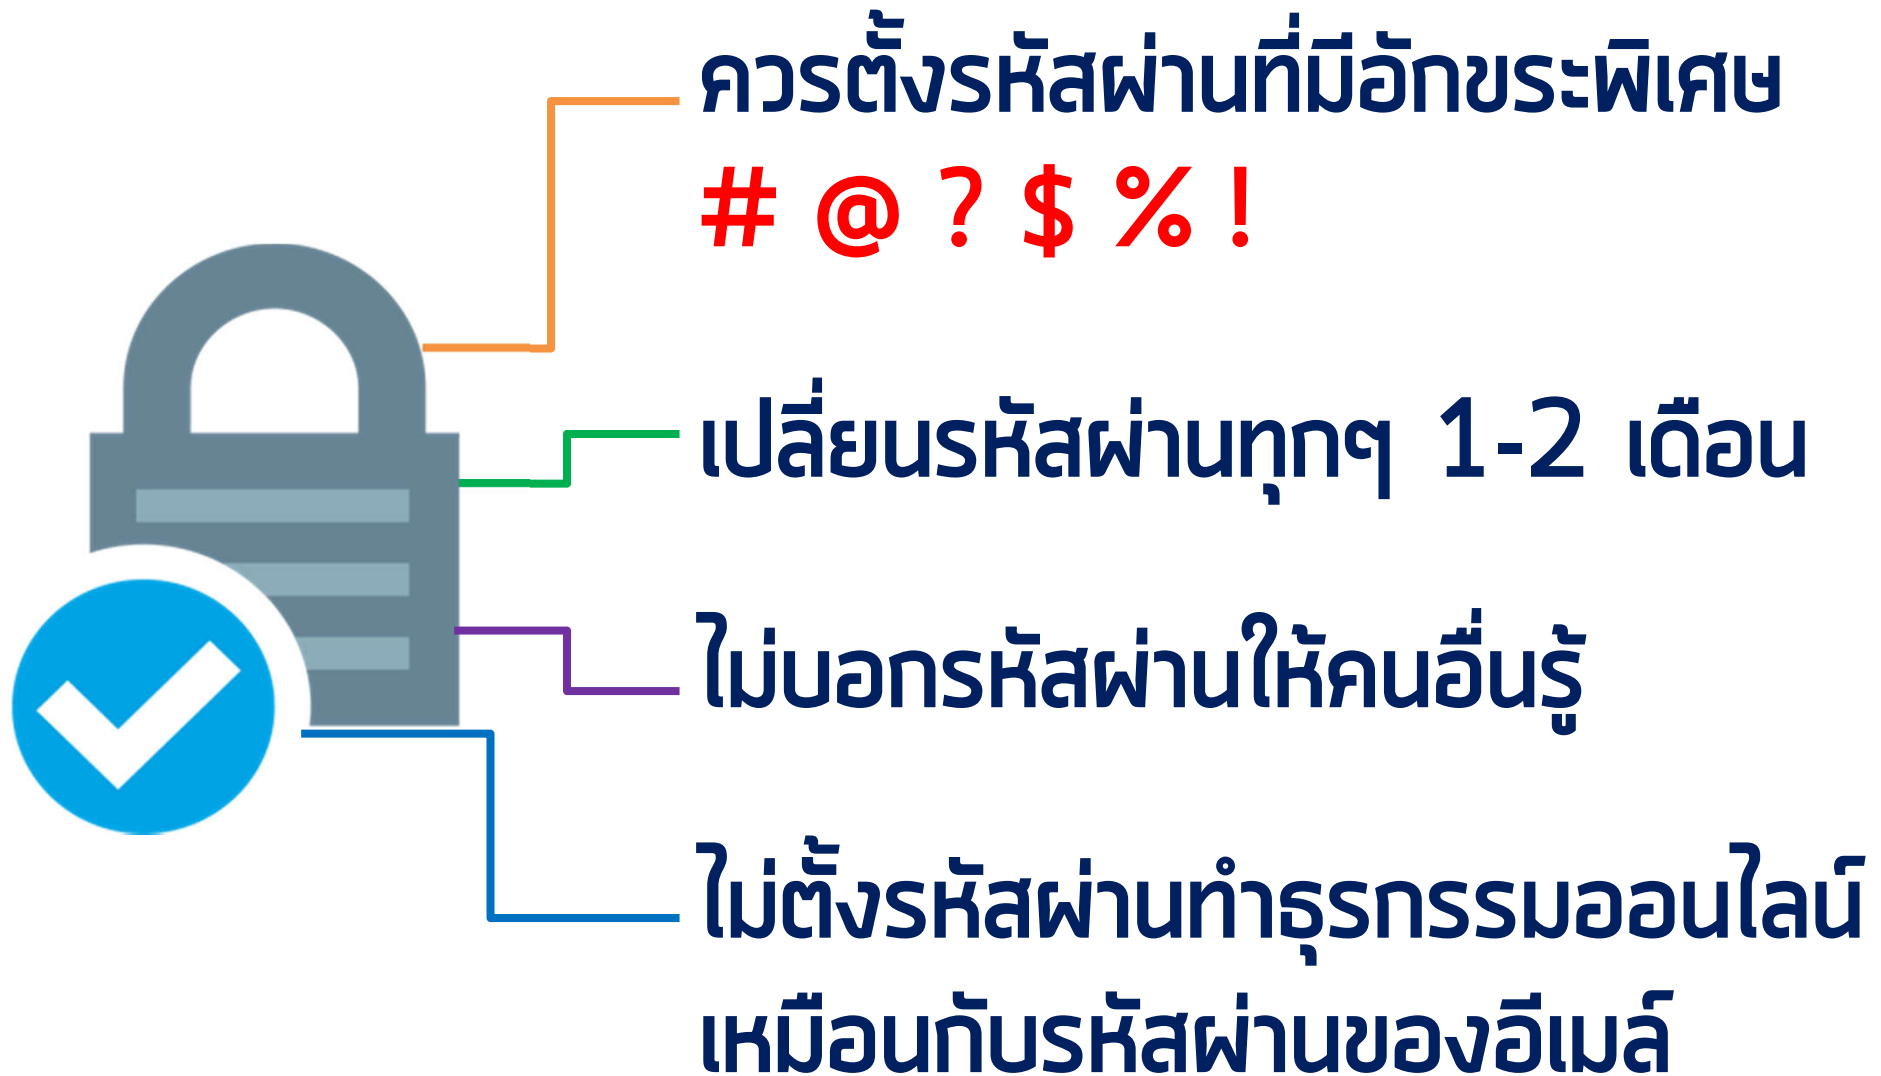 ควรตั้งรหัสผ่านที่มีอักขระพิเศษ
# @ ? $ % !
เปลี่ยนรหัสผ่านทุกๆ 1-2 เดือน
ไม่บอกรหัสผ่านให้คนอื่นรู้
ไม่ตั้งรหัสผ่านทำธุรกรรมออนไลน์
เหมือนกับรหัสผ่านของอีเมล์